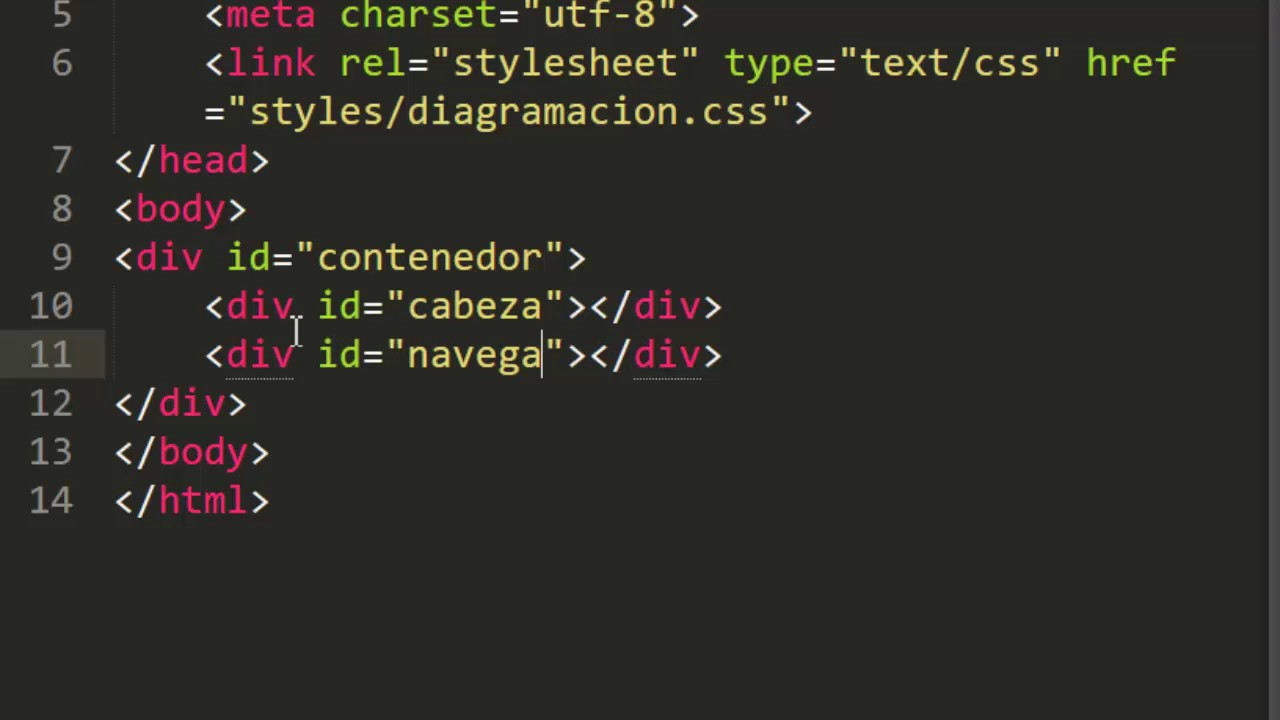 5 <meta charset="utf-8">
6 <link rel="stylesheet" type="text/css" href
="styles/diagramacion.css">
7 </head>
8 <body>
9 <div id="contenedor">
10 <div id="cabeza"></div>
11 <div id="navega"></div>
12 </div>
13 </body>
14 </html>